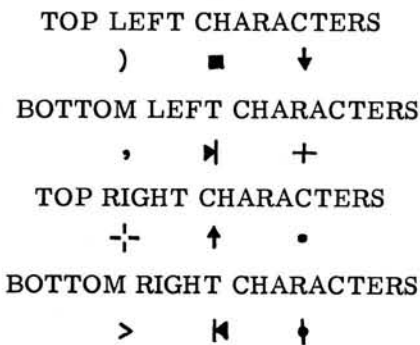 TOP LEFT CHARACTERS
) ■ ↓
BOTTOM LEFT CHARACTERS
, ⧕ +
TOP RIGHT CHARACTERS
-¦- ↑ •
BOTTOM RIGHT CHARACTERS
> |◀ ⌽